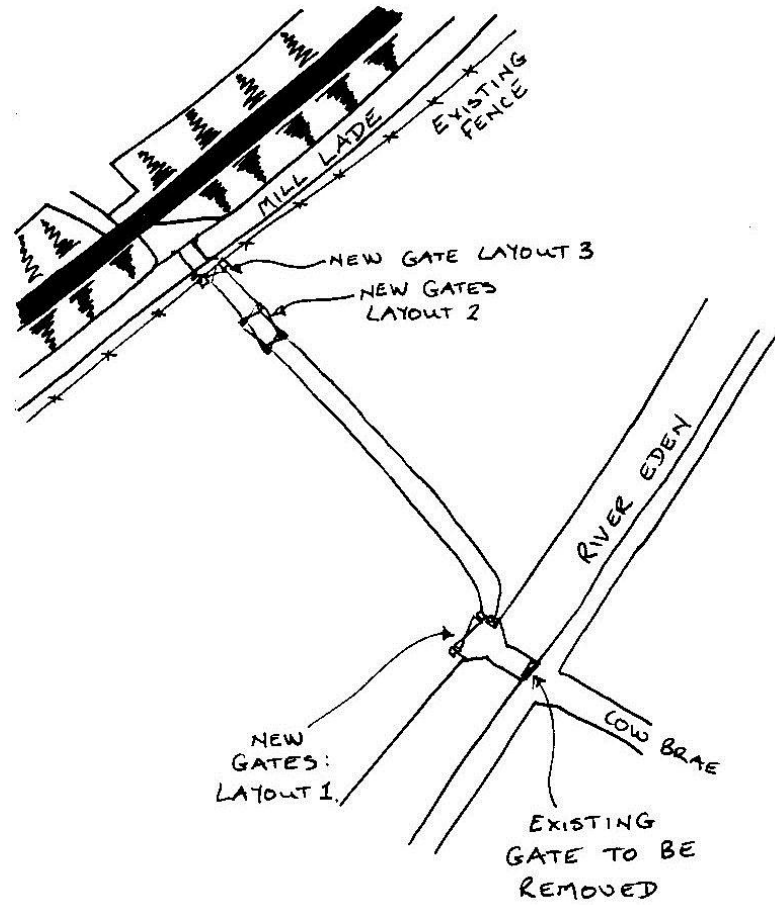 EXISTING
FENCE
MILL LADE
NEW GATE LAYOUT 3
NEW GATES
LAYOUT 2
RIVER EDEN
COW BRAE
NEW
GATES:
LAYOUT 1.
EXISTING
GATE TO BE
REMOVED